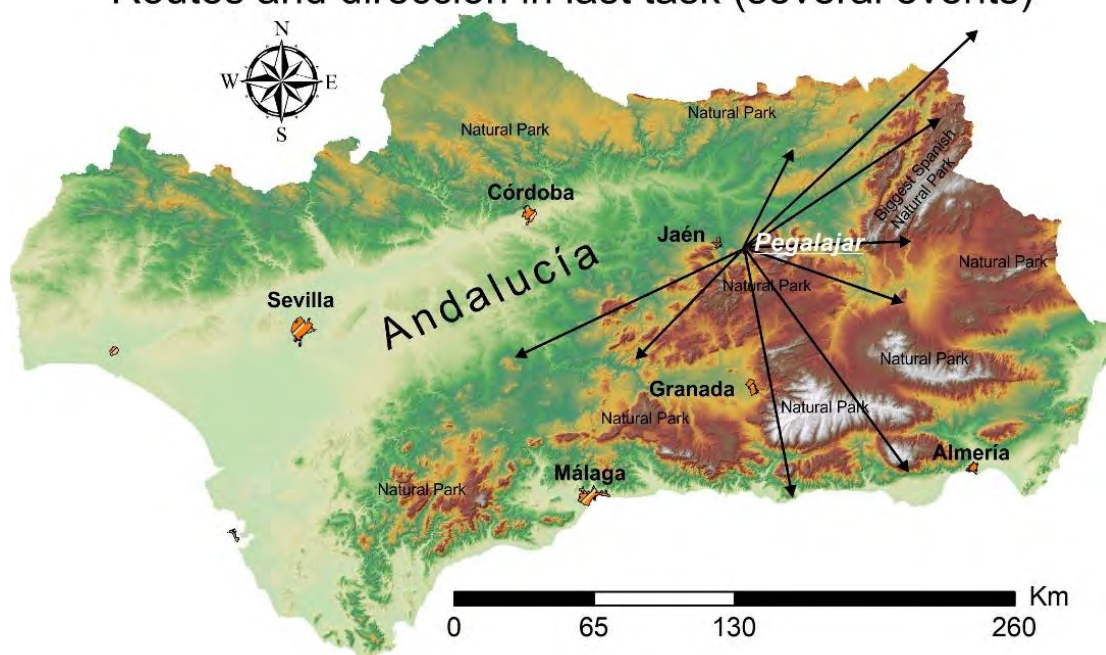 Routes and dirección in last task (several events)
N
W E
S
Natural Park
Natural Park
Biggest Spanish
Natural Park
Córdoba
Jaén
Pegalajar
Andalucía
Natural Park
Natural Park
Sevilla
Natural Park
Granada
Natural Park
Natural Park
Almería
Málaga
Natural Park
Km
0 65 130 260